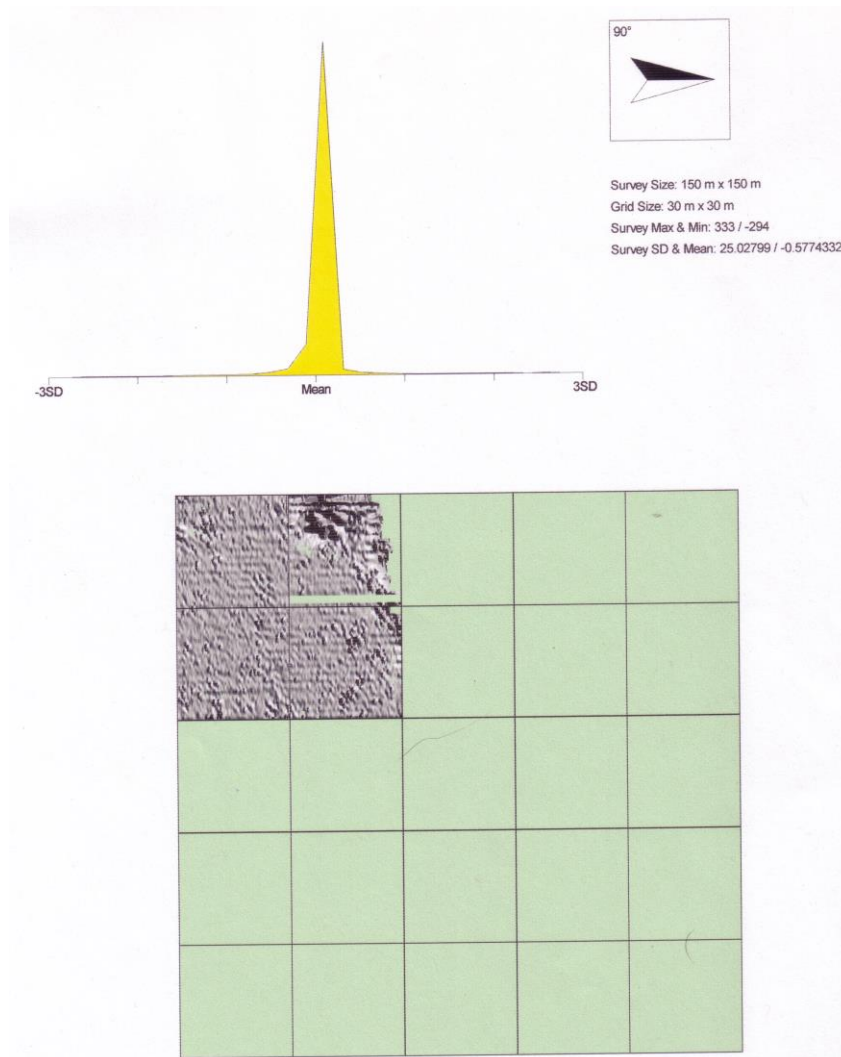 90°
Survey Size: 150 m x 150 m
Grid Size: 30 m x 30 m
Survey Max & Min: 333 / -294
Survey SD & Mean: 25.02799 / -0.5774332
-3SD
Mean
3SD